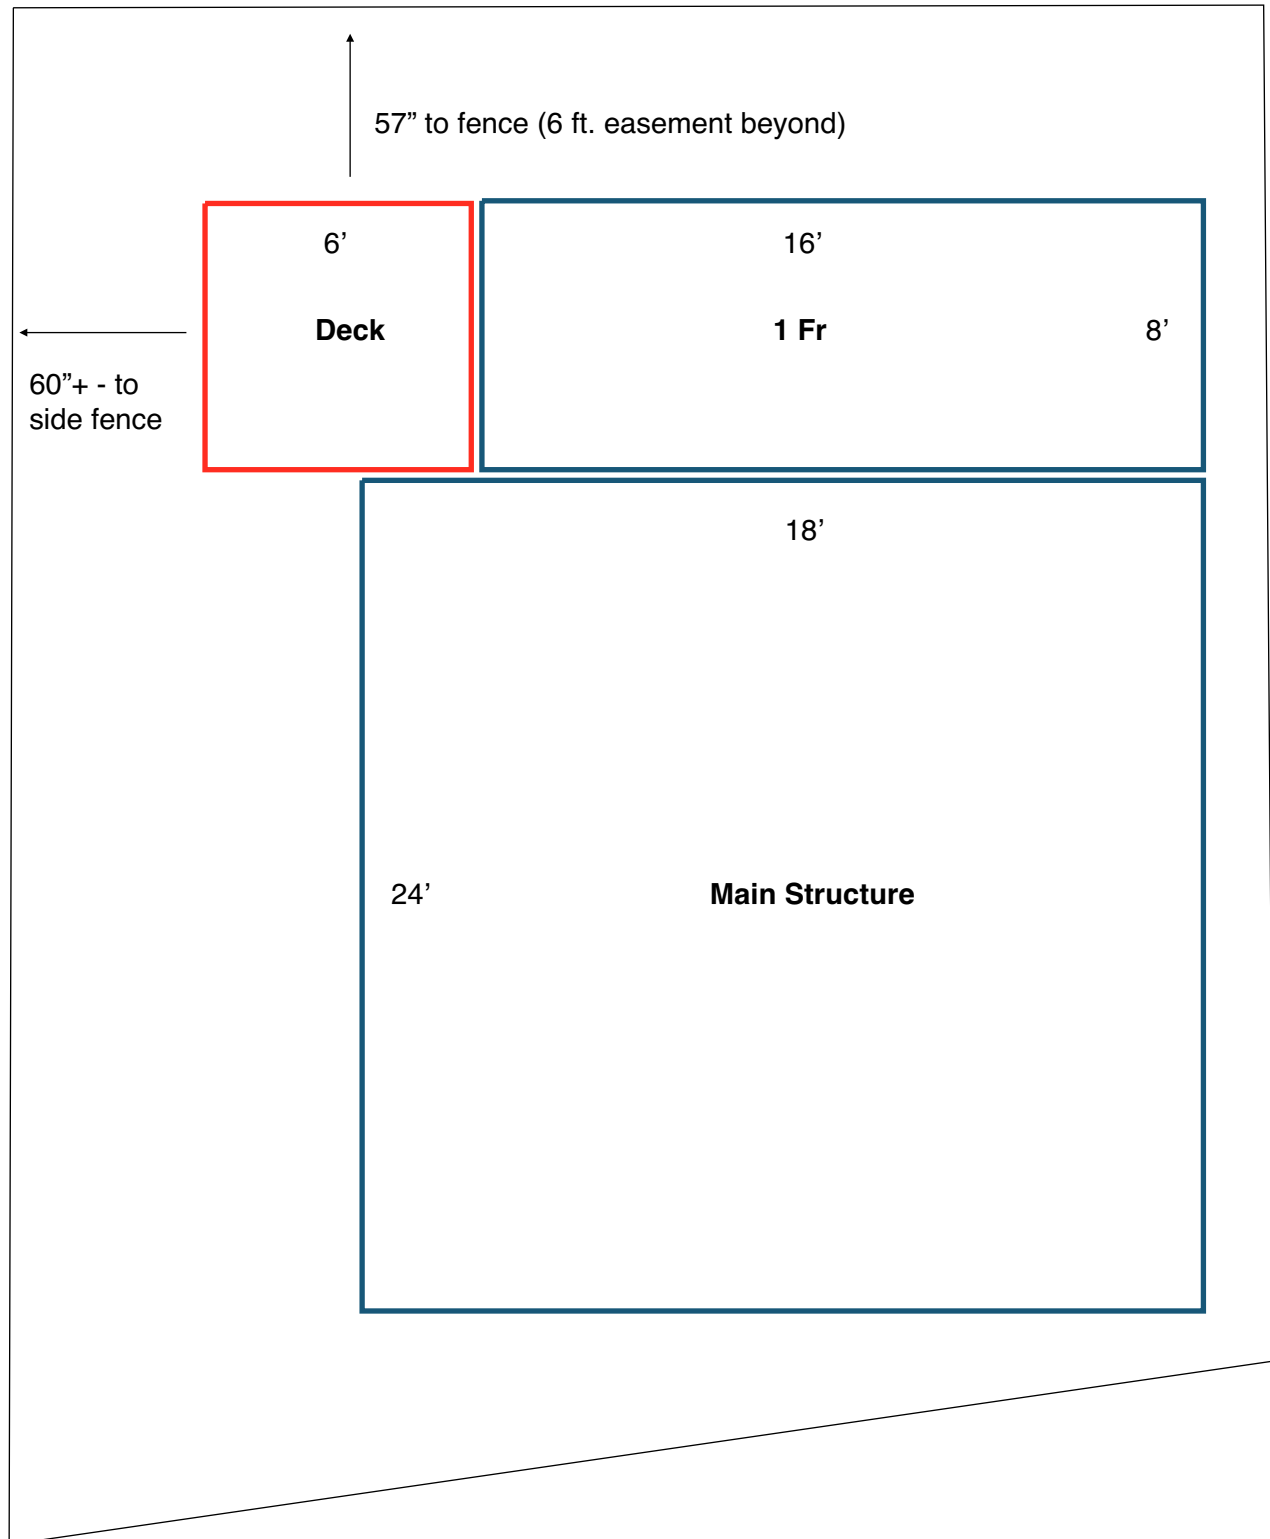 57” to fence (6 ft. easement beyond)
6’
16’
Deck
1 Fr
8’
60”+ - to
side fence
18’
24’
Main Structure